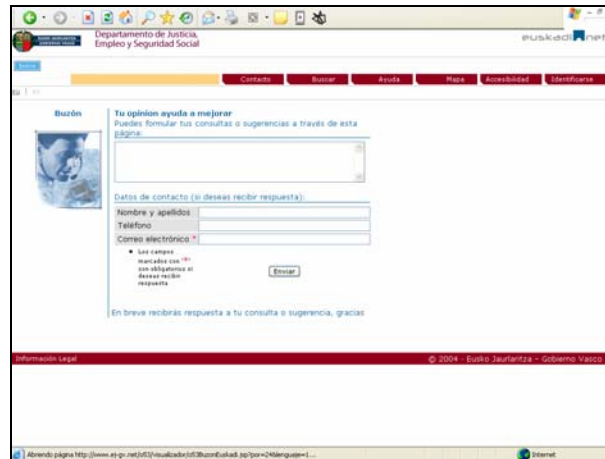 Departamento de Justicia,
Empleo y Seguridad Social
euskadi.net
Contacto Buscar Ayuda Mapa Accesibilidad Identificarse
Buzón
Tu opinion ayuda a mejorar
Puedes formular tus consultas o sugerencias a través de esta
página:
Datos de contacto (si deseas recibir respuesta):
Nombre y apellidos
Teléfono
Correo electrónico *
Los campos
marcados con "*"
son obligatorios si
deseas recibir
respuesta
Enviar
En breve recibirás respuesta a tu consulta o sugerencia, gracias
Información Legal © 2004 - Eusko Jaurlaritza - Gobierno Vasco
Abriendo página Internet